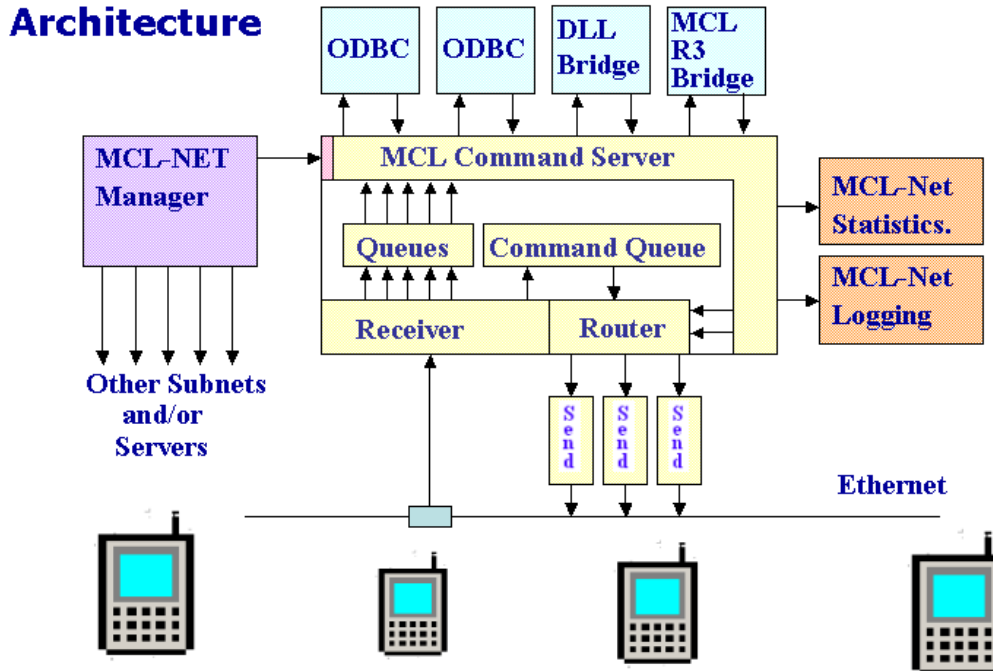 Architecture
ODBC
ODBC
DLL
Bridge
MCL
R3
Bridge
MCL-NET
Manager
MCL Command Server
MCL-Net
Statistics.
Queues
Command Queue
MCL-Net
Logging
Receiver
Router
Other Subnets
and/or
Servers
Send
Send
Send
Ethernet